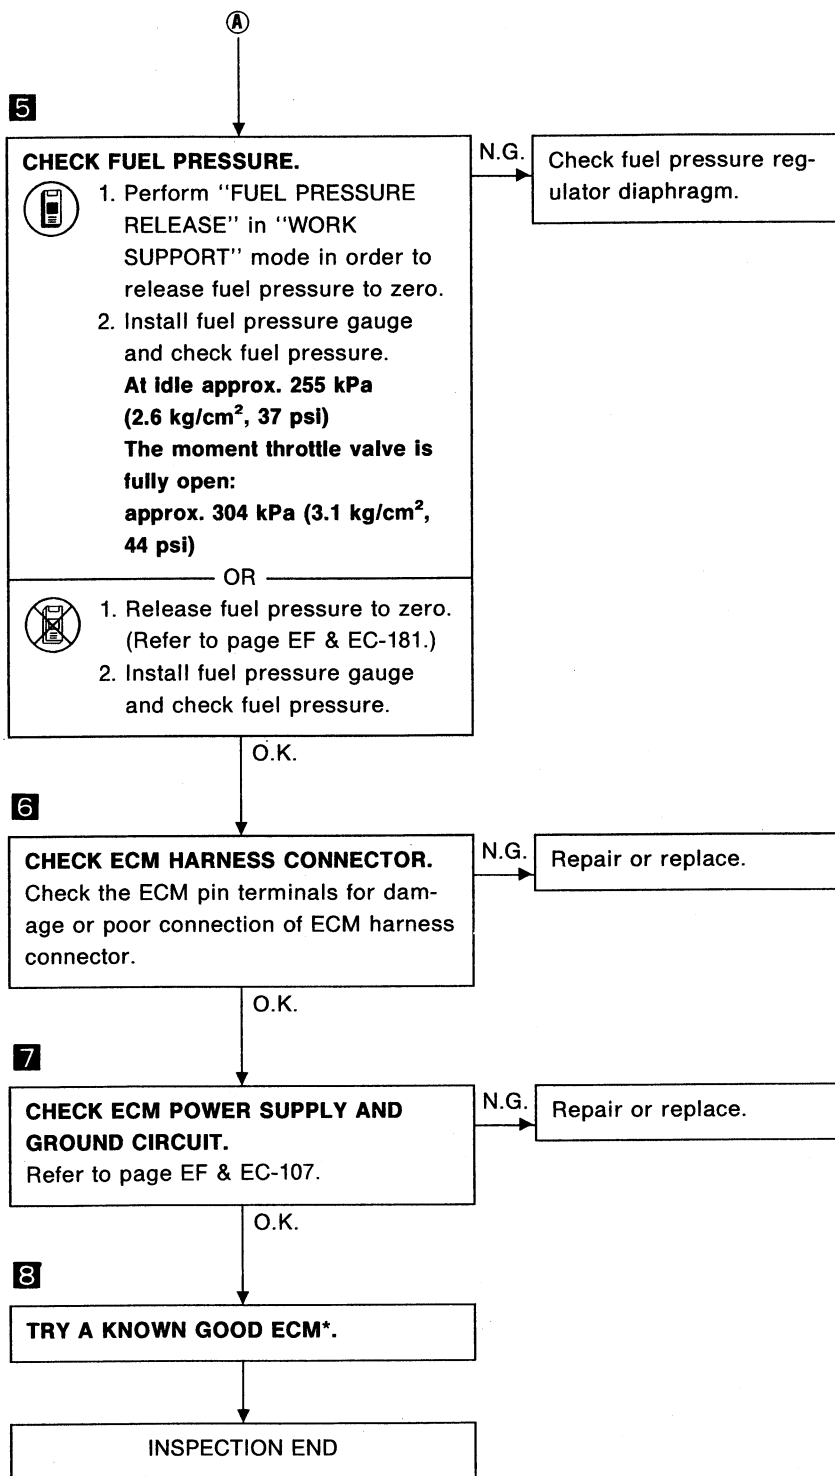 A
5
CHECK FUEL PRESSURE.
1. Perform "FUEL PRESSURE
RELEASE" in "WORK
SUPPORT" mode in order to
release fuel pressure to zero.
2. Install fuel pressure gauge
and check fuel pressure.
At idle approx. 255 kPa
(2.6 kg/cm², 37 psi)
The moment throttle valve is
fully open:
approx. 304 kPa (3.1 kg/cm²,
44 psi)
OR
1. Release fuel pressure to zero.
(Refer to page EF & EC-181.)
2. Install fuel pressure gauge
and check fuel pressure.
N.G.
Check fuel pressure reg-
ulator diaphragm.
O.K.
6
CHECK ECM HARNESS CONNECTOR.
Check the ECM pin terminals for dam-
age or poor connection of ECM harness
connector.
N.G.
Repair or replace.
O.K.
7
CHECK ECM POWER SUPPLY AND
GROUND CIRCUIT.
Refer to page EF & EC-107.
N.G.
Repair or replace.
O.K.
8
TRY A KNOWN GOOD ECM*.
INSPECTION END